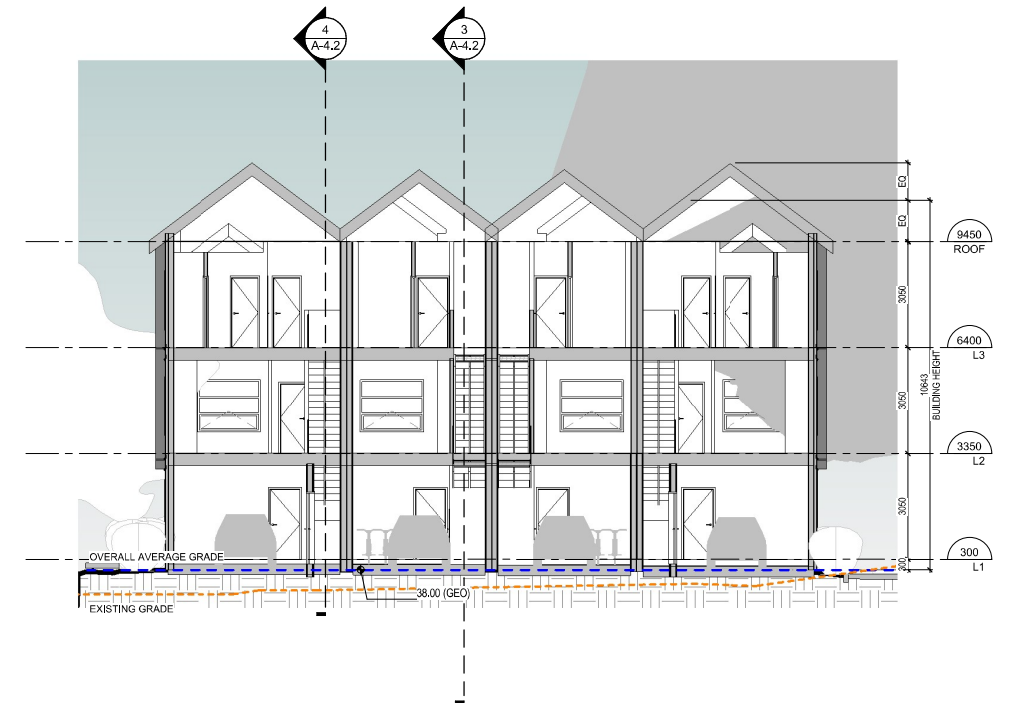 4
A-4.2
3
A-4.2
EQ
EQ
9450
ROOF
3050
6400
L3
10643
BUILDING HEIGHT
3050
3350
L2
3050
OVERALL AVERAGE GRADE
300
L1
300
38.00 (GEO)
EXISTING GRADE